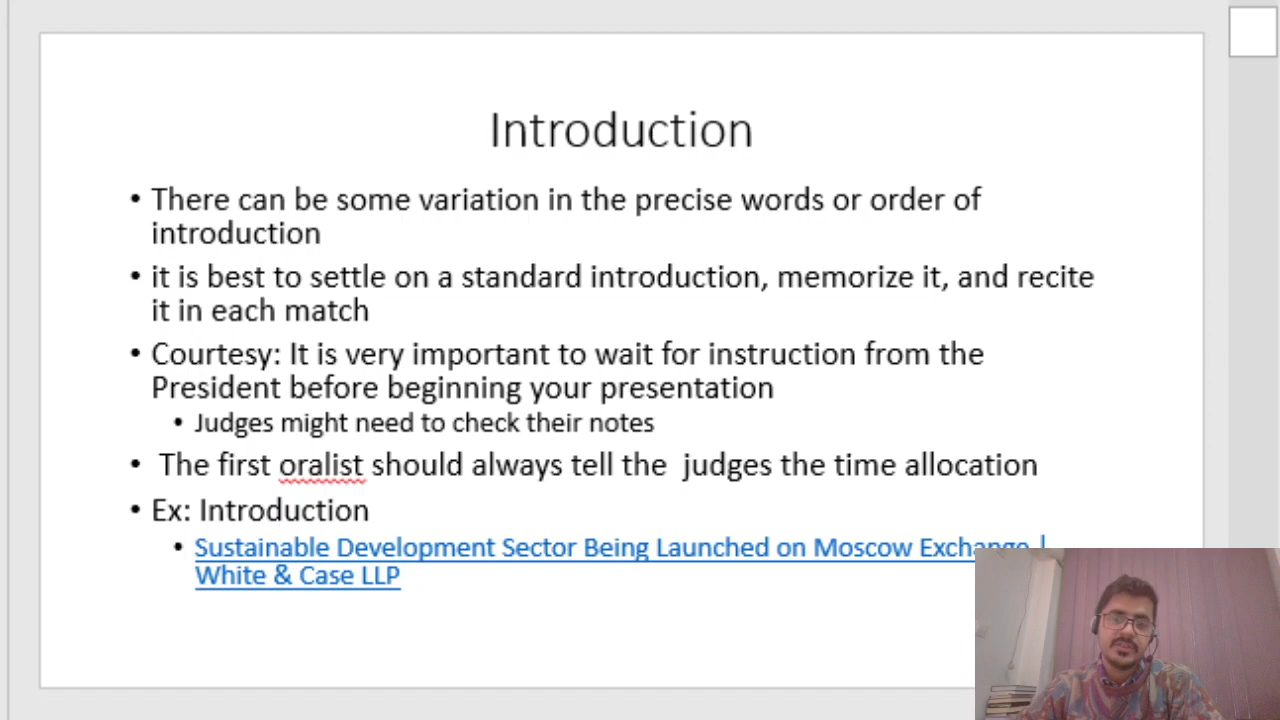 Introduction
• There can be some variation in the precise words or order of
introduction
• it is best to settle on a standard introduction, memorize it, and recite
it in each match
• Courtesy: It is very important to wait for instruction from the
President before beginning your presentation
• Judges might need to check their notes
• The first oralist should always tell the judges the time allocation
• Ex: Introduction
• Sustainable Development Sector Being Launched on Moscow Exchange |
White & Case LLP